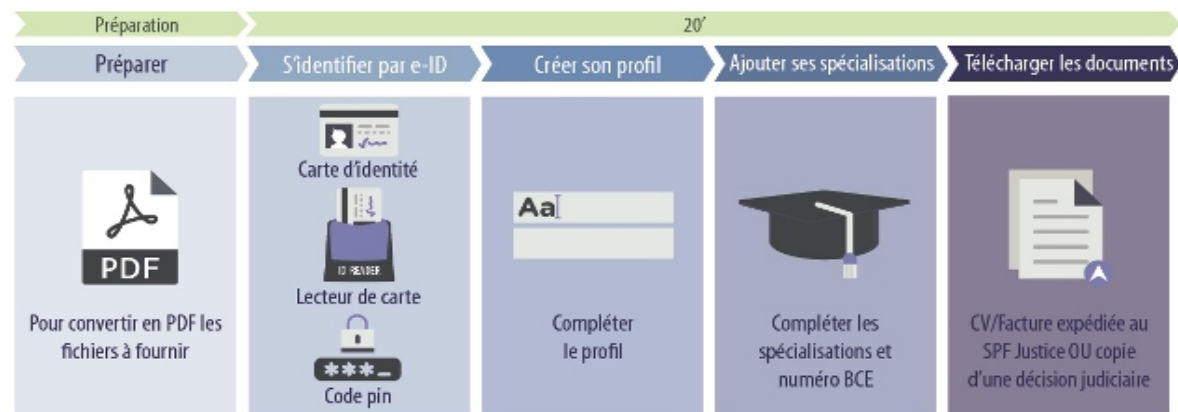 Préparation
20'
Préparer
S'identifier par e-ID
Créer son profil
Ajouter ses spécialisations
Télécharger les documents
PDF
Pour convertir en PDF les
fichiers à fournir
Carte d'identité
ID READER
Lecteur de carte
***_
Code pin
Aa
Compléter
le profil
Compléter les
spécialisations et
numéro BCE
CV/Facture expédiée au
SPF Justice OU copie
d'une décision judiciaire